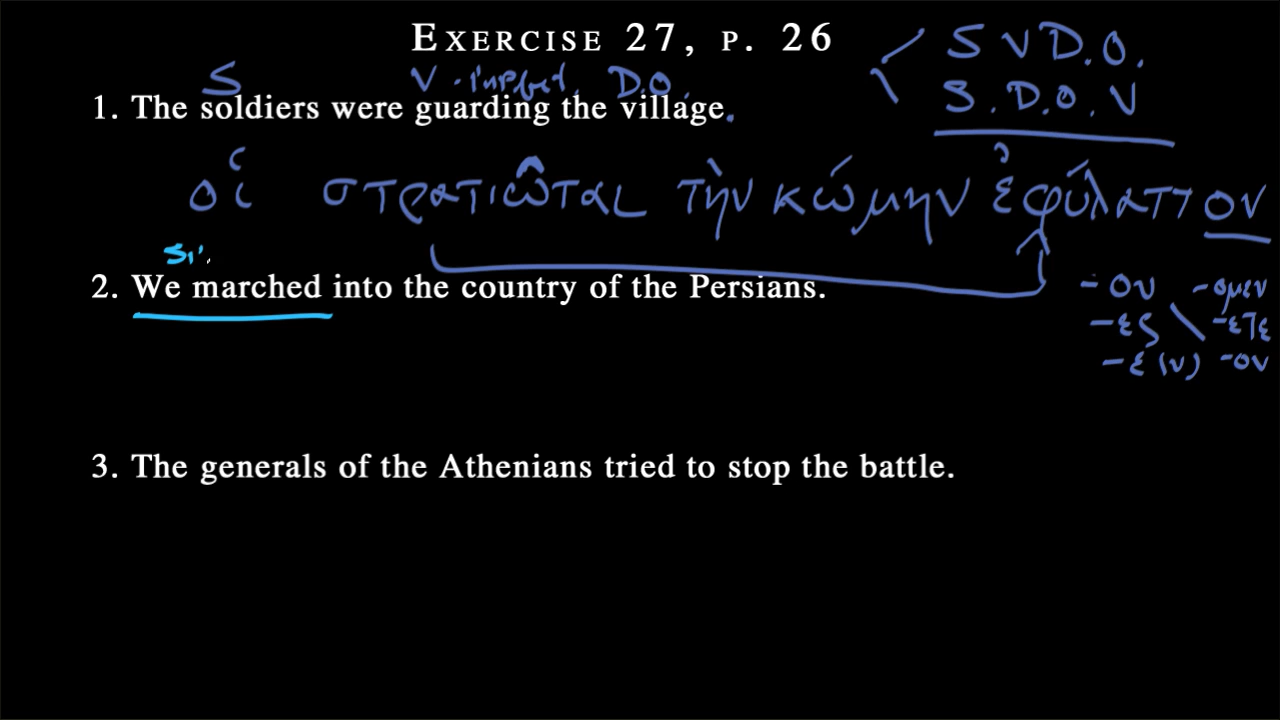 EXERCISE 27, P. 26
S V D.O.
S. D.O. V
S V - imperfect. D.O.
1. The soldiers were guarding the village.
οἱ στρατιῶται τὴν κώμην ἐφύλαττον
2. We marched into the country of the Persians.
-ον -ομεν
-ες -ετε
-ε(ν) -ον
3. The generals of the Athenians tried to stop the battle.